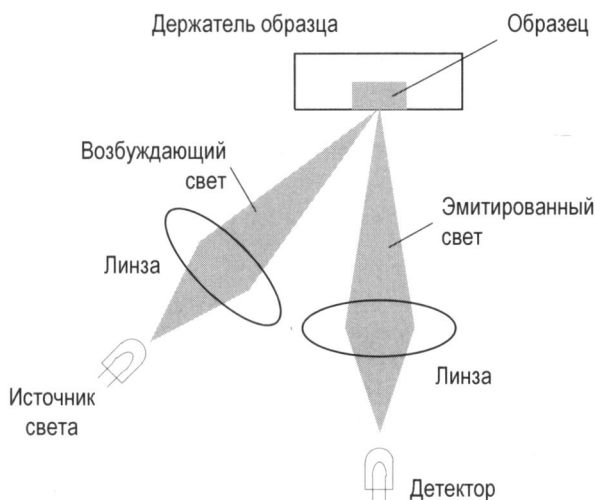 Держатель образца
Образец
Возбуждающий
свет
Эмитированный
свет
Линза
Линза
Источник
света
Детектор